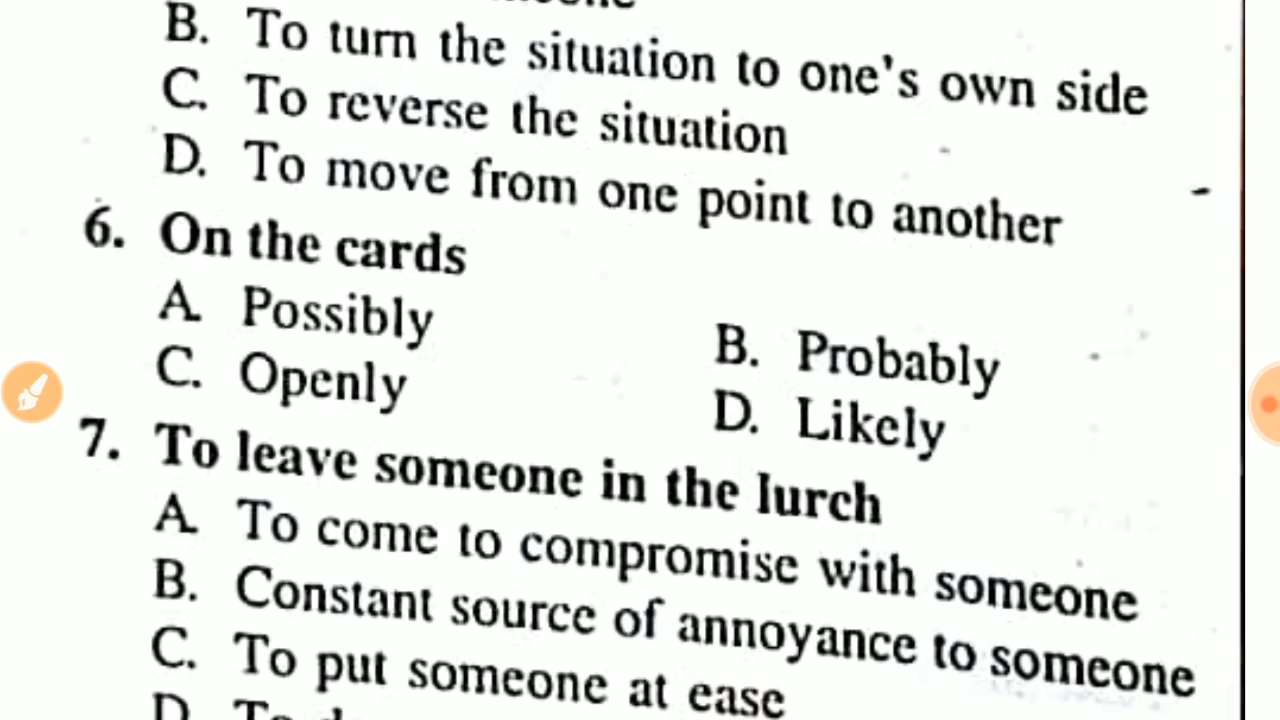 B. To turn the situation to one's own side
C. To reverse the situation
D. To move from one point to another
6. On the cards
A. Possibly
B. Probably
C. Openly
D. Likely
7. To leave someone in the lurch
A. To come to compromise with someone
B. Constant source of annoyance to someone
C. To put someone at ease
D. To